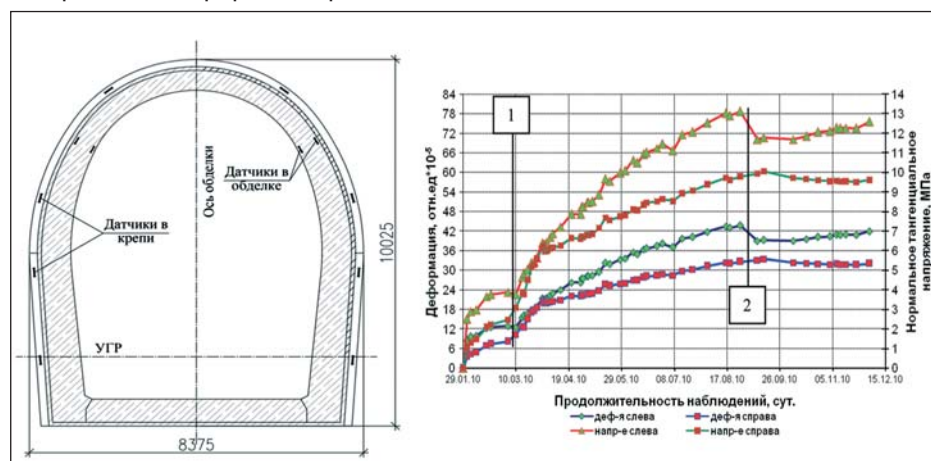 Ось обделки
Датчики в
обделке
Датчики в
крепи
УГР
10025
8375
Деформация, отн.ед*10⁻⁵
84
78
72
66
60
54
48
42
36
30
24
18
12
6
0
1
2
14
13
12
11
10
9
8
7
6
5
4
3
2
1
0
Нормальное тангенциальное
напряжение, МПа
29.01.10 10.03.10 19.04.10 29.05.10 08.07.10 17.08.10 26.09.10 05.11.10 15.12.10
Продолжительность наблюдений, сут.
деф-я слева деф-я справа
напр-е слева напр-е справа